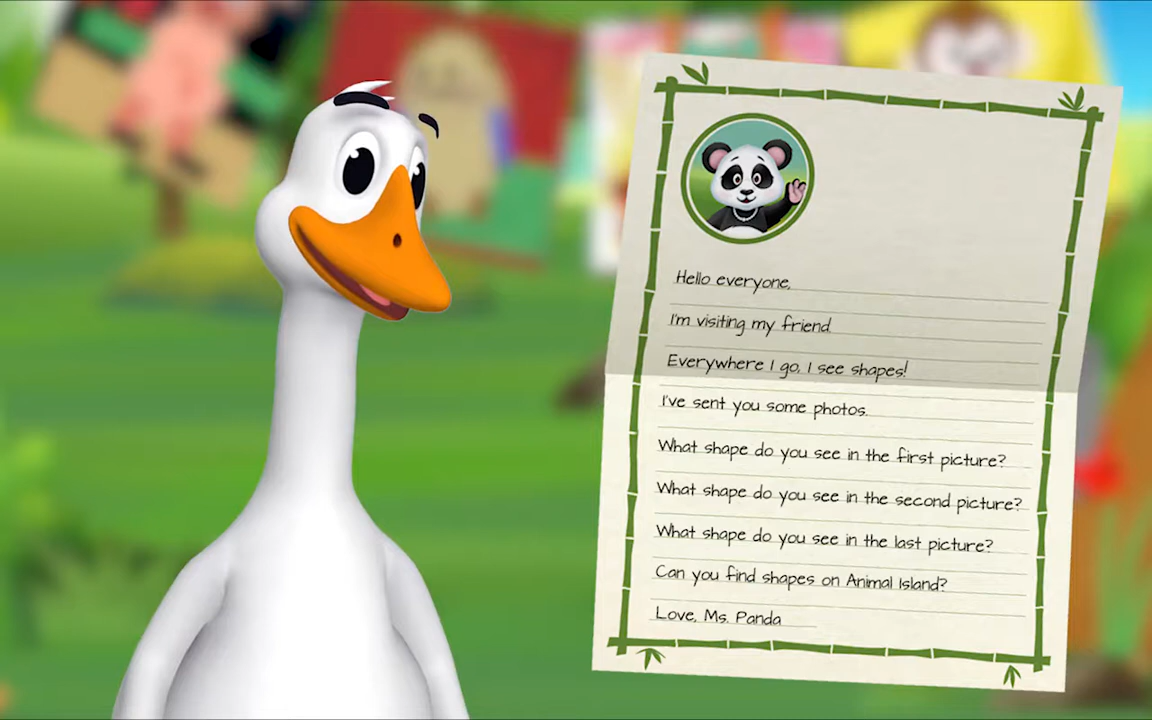 Hello everyone,
I'm visiting my friend.
Everywhere I go, I see shapes!
I've sent you some photos.
What shape do you see in the first picture?
What shape do you see in the second picture?
What shape do you see in the last picture?
Can you find shapes on Animal Island?
Love, Ms. Panda